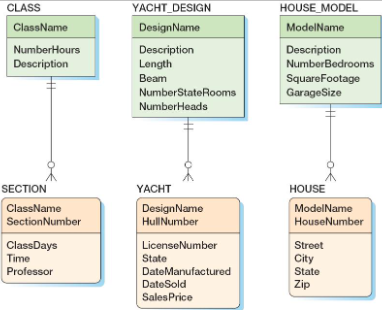 CLASS
ClassName
NumberHours
Description
YACHT_DESIGN
DesignName
Description
Length
Beam
NumberStateRooms
NumberHeads
HOUSE_MODEL
ModelName
Description
NumberBedrooms
SquareFootage
GarageSize
SECTION
ClassName
SectionNumber
ClassDays
Time
Professor
YACHT
DesignName
HullNumber
LicenseNumber
State
DateManufactured
DateSold
SalesPrice
HOUSE
ModelName
HouseNumber
Street
City
State
Zip